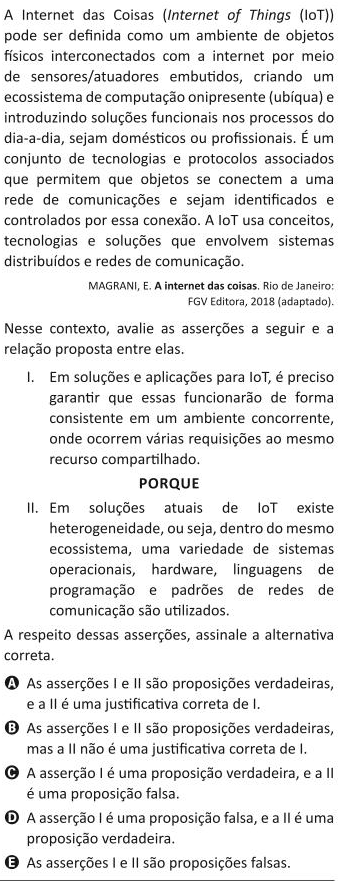 A Internet das Coisas (Internet of Things (IoT))
pode ser definida como um ambiente de objetos
físicos interconectados com a internet por meio
de sensores/atuadores embutidos, criando um
ecossistema de computação onipresente (ubíqua) e
introduzindo soluções funcionais nos processos do
dia-a-dia, sejam domésticos ou profissionais. É um
conjunto de tecnologias e protocolos associados
que permitem que objetos se conectem a uma
rede de comunicações e sejam identificados e
controlados por essa conexão. A IoT usa conceitos,
tecnologias e soluções que envolvem sistemas
distribuídos e redes de comunicação.
MAGRANI, E. A internet das coisas. Rio de Janeiro:
FGV Editora, 2018 (adaptado).
Nesse contexto, avalie as asserções a seguir e a
relação proposta entre elas.
I. Em soluções e aplicações para IoT, é preciso
garantir que essas funcionarão de forma
consistente em um ambiente concorrente,
onde ocorrem várias requisições ao mesmo
recurso compartilhado.
PORQUE
II. Em soluções atuais de IoT existe
heterogeneidade, ou seja, dentro do mesmo
ecossistema, uma variedade de sistemas
operacionais, hardware, linguagens de
programação e padrões de redes de
comunicação são utilizados.
A respeito dessas asserções, assinale a alternativa
correta.
A As asserções I e II são proposições verdadeiras,
e a II é uma justificativa correta de I.
B As asserções I e II são proposições verdadeiras,
mas a II não é uma justificativa correta de I.
C A asserção I é uma proposição verdadeira, e a II
é uma proposição falsa.
D A asserção I é uma proposição falsa, e a II é uma
proposição verdadeira.
E As asserções I e II são proposições falsas.